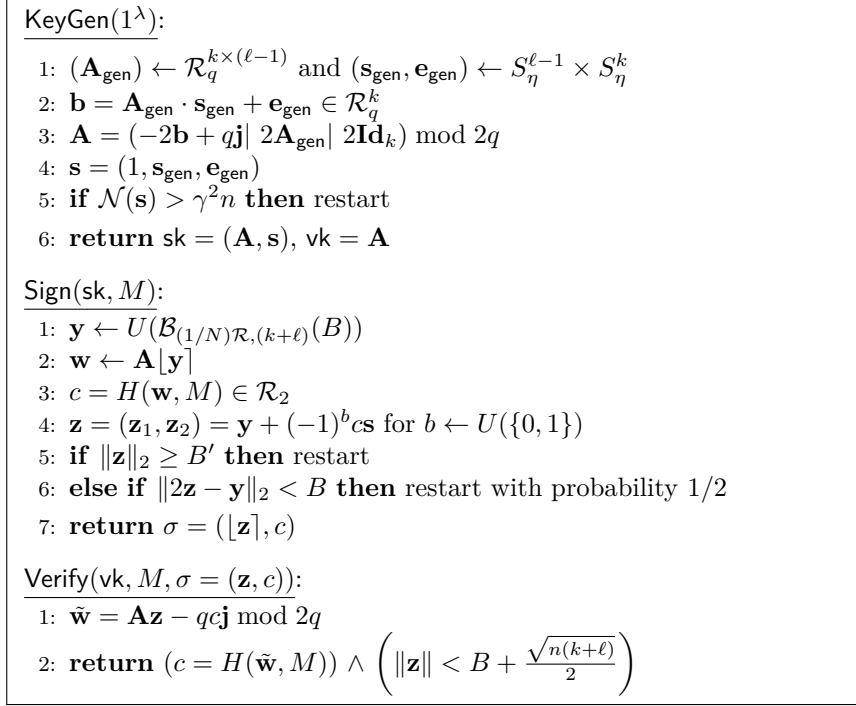 KeyGen(1^λ):
1: (A_gen) ← R_q^{k×(ℓ−1)} and (s_gen, e_gen) ← S_η^{ℓ−1} × S_η^k
2: b = A_gen · s_gen + e_gen ∈ R_q^k
3: A = (−2b + qj| 2A_gen| 2Id_k) mod 2q
4: s = (1, s_gen, e_gen)
5: if N(s) > γ²n then restart
6: return sk = (A, s), vk = A
Sign(sk, M):
1: y ← U(B_{(1/N)R,(k+ℓ)}(B))
2: w ← A⌊y⌉
3: c = H(w, M) ∈ R_2
4: z = (z_1, z_2) = y + (−1)^b cs for b ← U({0, 1})
5: if ‖z‖_2 ≥ B′ then restart
6: else if ‖2z − y‖_2 < B then restart with probability 1/2
7: return σ = (⌊z⌉, c)
Verify(vk, M, σ = (z, c)):
1: w̃ = Az − qcj mod 2q
2: return (c = H(w̃, M)) ∧ (‖z‖ < B + √(n(k+ℓ))/2)